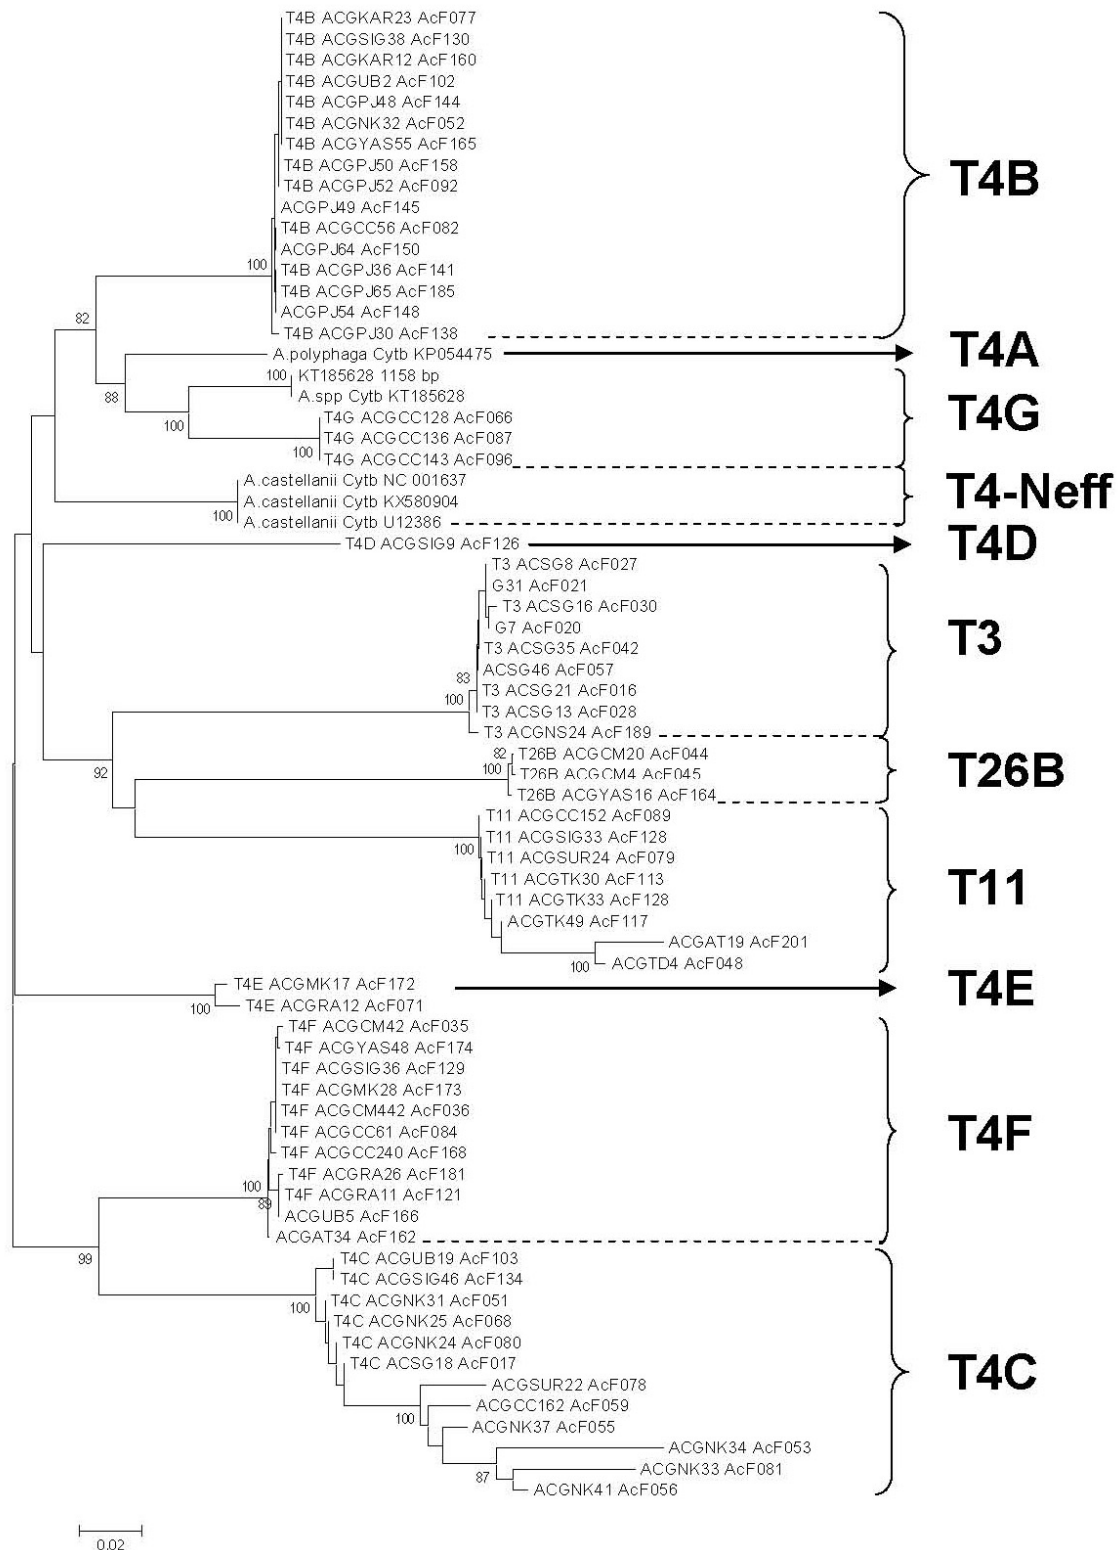 T4B ACGKAR23 AcF077
T4B ACGSIG38 AcF130
T4B ACGKAR12 AcF160
T4B ACGUB2 AcF102
T4B ACGPJ48 AcF144
T4B ACGNK32 AcF052
T4B ACGYAS55 AcF165
T4B ACGPJ50 AcF158
T4B ACGPJ52 AcF092
T4B
ACGPJ49 AcF145
T4B ACGCC56 AcF082
ACGPJ64 AcF150
100
T4B ACGPJ36 AcF141
T4B ACGPJ65 AcF185
ACGPJ54 AcF148
82
T4B ACGPJ30 AcF138
A.polyphaga Cytb KP054475
T4A
100
KT185628 1158 bp
88
A.spp Cytb KT185628
T4G ACGCC128 AcF066
T4G
100
T4G ACGCC136 AcF087
100
T4G ACGCC143 AcF096
A.castellanii Cytb NC 001637
A.castellanii Cytb KX580904
T4-Neff
100
A.castellanii Cytb U12386
T4D ACGSIG9 AcF126
T4D
T3 ACSG8 AcF027
G31 AcF021
T3 ACSG16 AcF030
G7 AcF020
T3
T3 ACSG35 AcF042
ACSG46 AcF057
83
T3 ACSG21 AcF016
100
T3 ACSG13 AcF028
T3 ACGNS24 AcF189
82
T26B ACGCM20 AcF044
92
100
T26B ACGCM4 AcF045
T26B
T26B ACGYAS16 AcF164
T11 ACGCC152 AcF089
T11 ACGSIG33 AcF128
100
T11 ACGSUR24 AcF079
T11 ACGTK30 AcF113
T11
T11 ACGTK33 AcF128
ACGTK49 AcF117
ACGAT19 AcF201
100
ACGTD4 AcF048
T4E ACGMK17 AcF172
T4E
100
T4E ACGRA12 AcF071
T4F ACGCM42 AcF035
T4F ACGYAS48 AcF174
T4F ACGSIG36 AcF129
T4F ACGMK28 AcF173
T4F ACGCM442 AcF036
T4F ACGCC61 AcF084
T4F
T4F ACGCC240 AcF168
T4F ACGRA26 AcF181
100
T4F ACGRA11 AcF121
89
ACGUB5 AcF166
ACGAT34 AcF162
99
T4C ACGUB19 AcF103
T4C ACGSIG46 AcF134
100
T4C ACGNK31 AcF051
T4C ACGNK25 AcF068
T4C ACGNK24 AcF080
T4C ACSG18 AcF017
T4C
ACGSUR22 AcF078
ACGCC162 AcF059
100
ACGNK37 AcF055
ACGNK34 AcF053
87
ACGNK33 AcF081
ACGNK41 AcF056
0.02